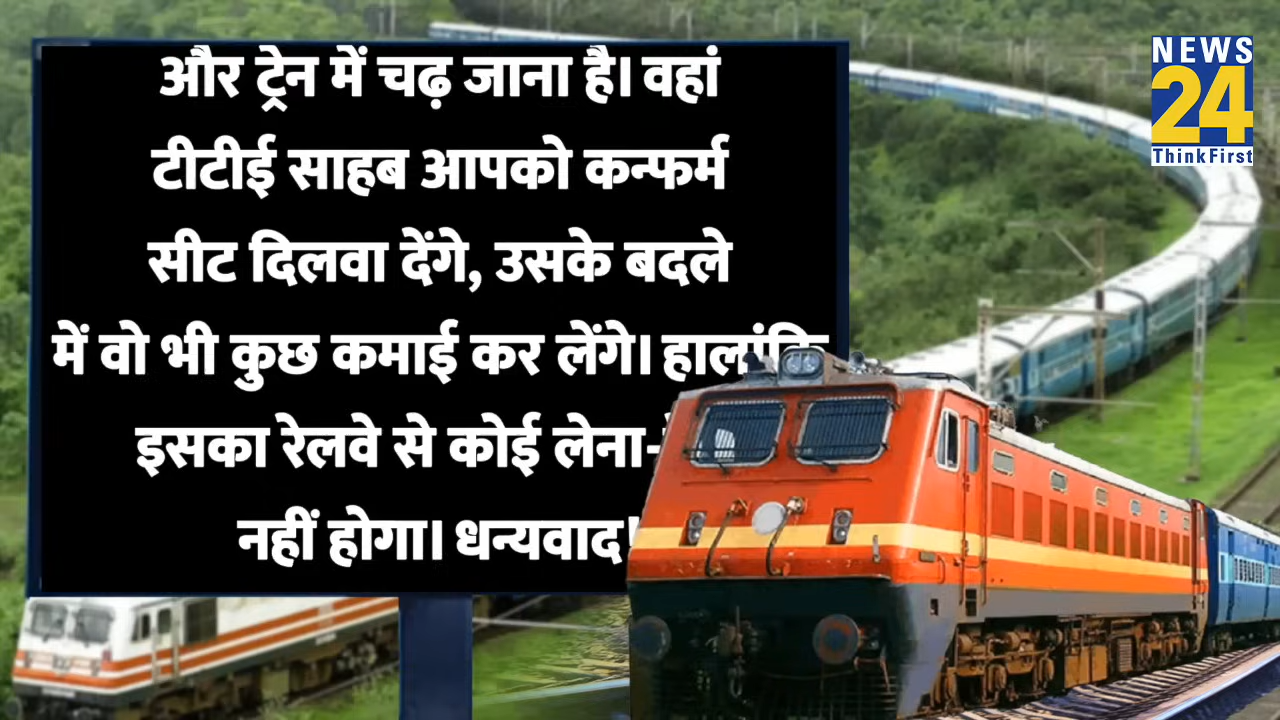 और ट्रेन में चढ़ जाना है। वहां
टीटीई साहब आपको कन्फर्म
सीट दिलवा देंगे, उसके बदले
में वो भी कुछ कमाई कर लेंगे। हालांकि
इसका रेलवे से कोई लेना-
नहीं होगा। धन्यवाद!
NEWS
24
ThinkFirst